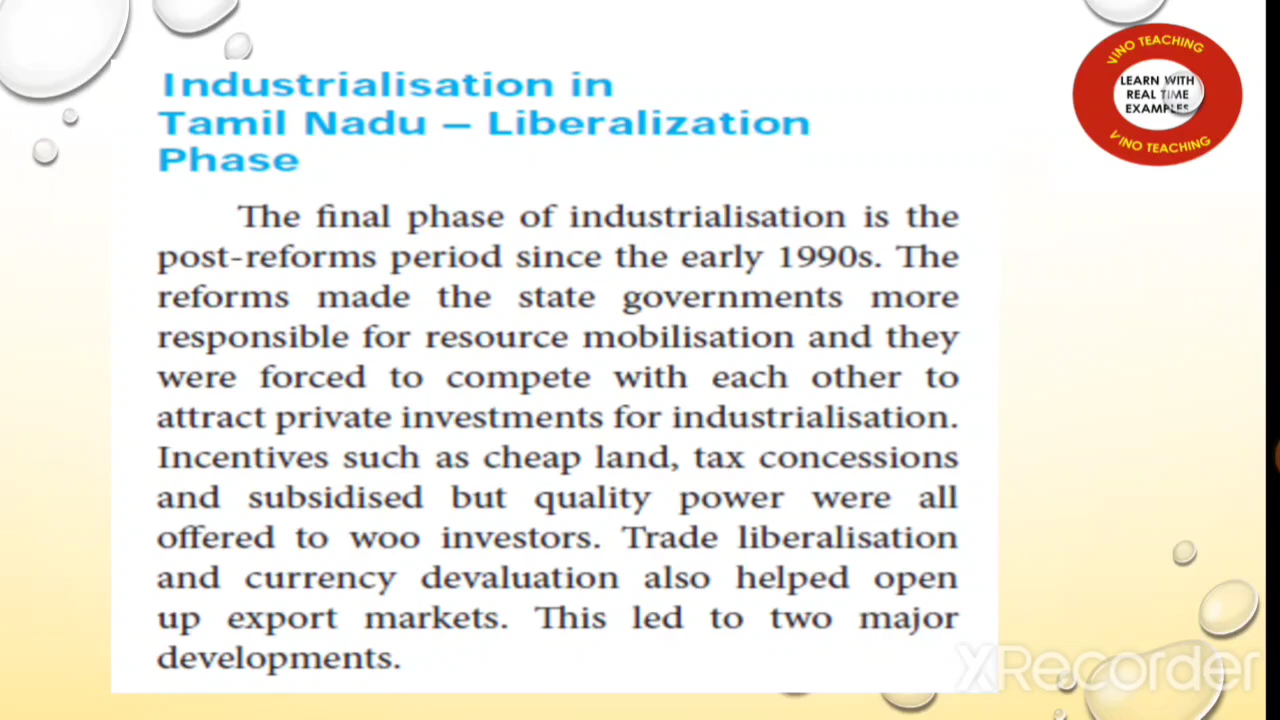 Industrialisation in
Tamil Nadu – Liberalization
Phase
The final phase of industrialisation is the
post-reforms period since the early 1990s. The
reforms made the state governments more
responsible for resource mobilisation and they
were forced to compete with each other to
attract private investments for industrialisation.
Incentives such as cheap land, tax concessions
and subsidised but quality power were all
offered to woo investors. Trade liberalisation
and currency devaluation also helped open
up export markets. This led to two major
developments.
VINO TEACHING
LEARN WITH
REAL TIME
EXAMPLES
VINO TEACHING
XRecorder